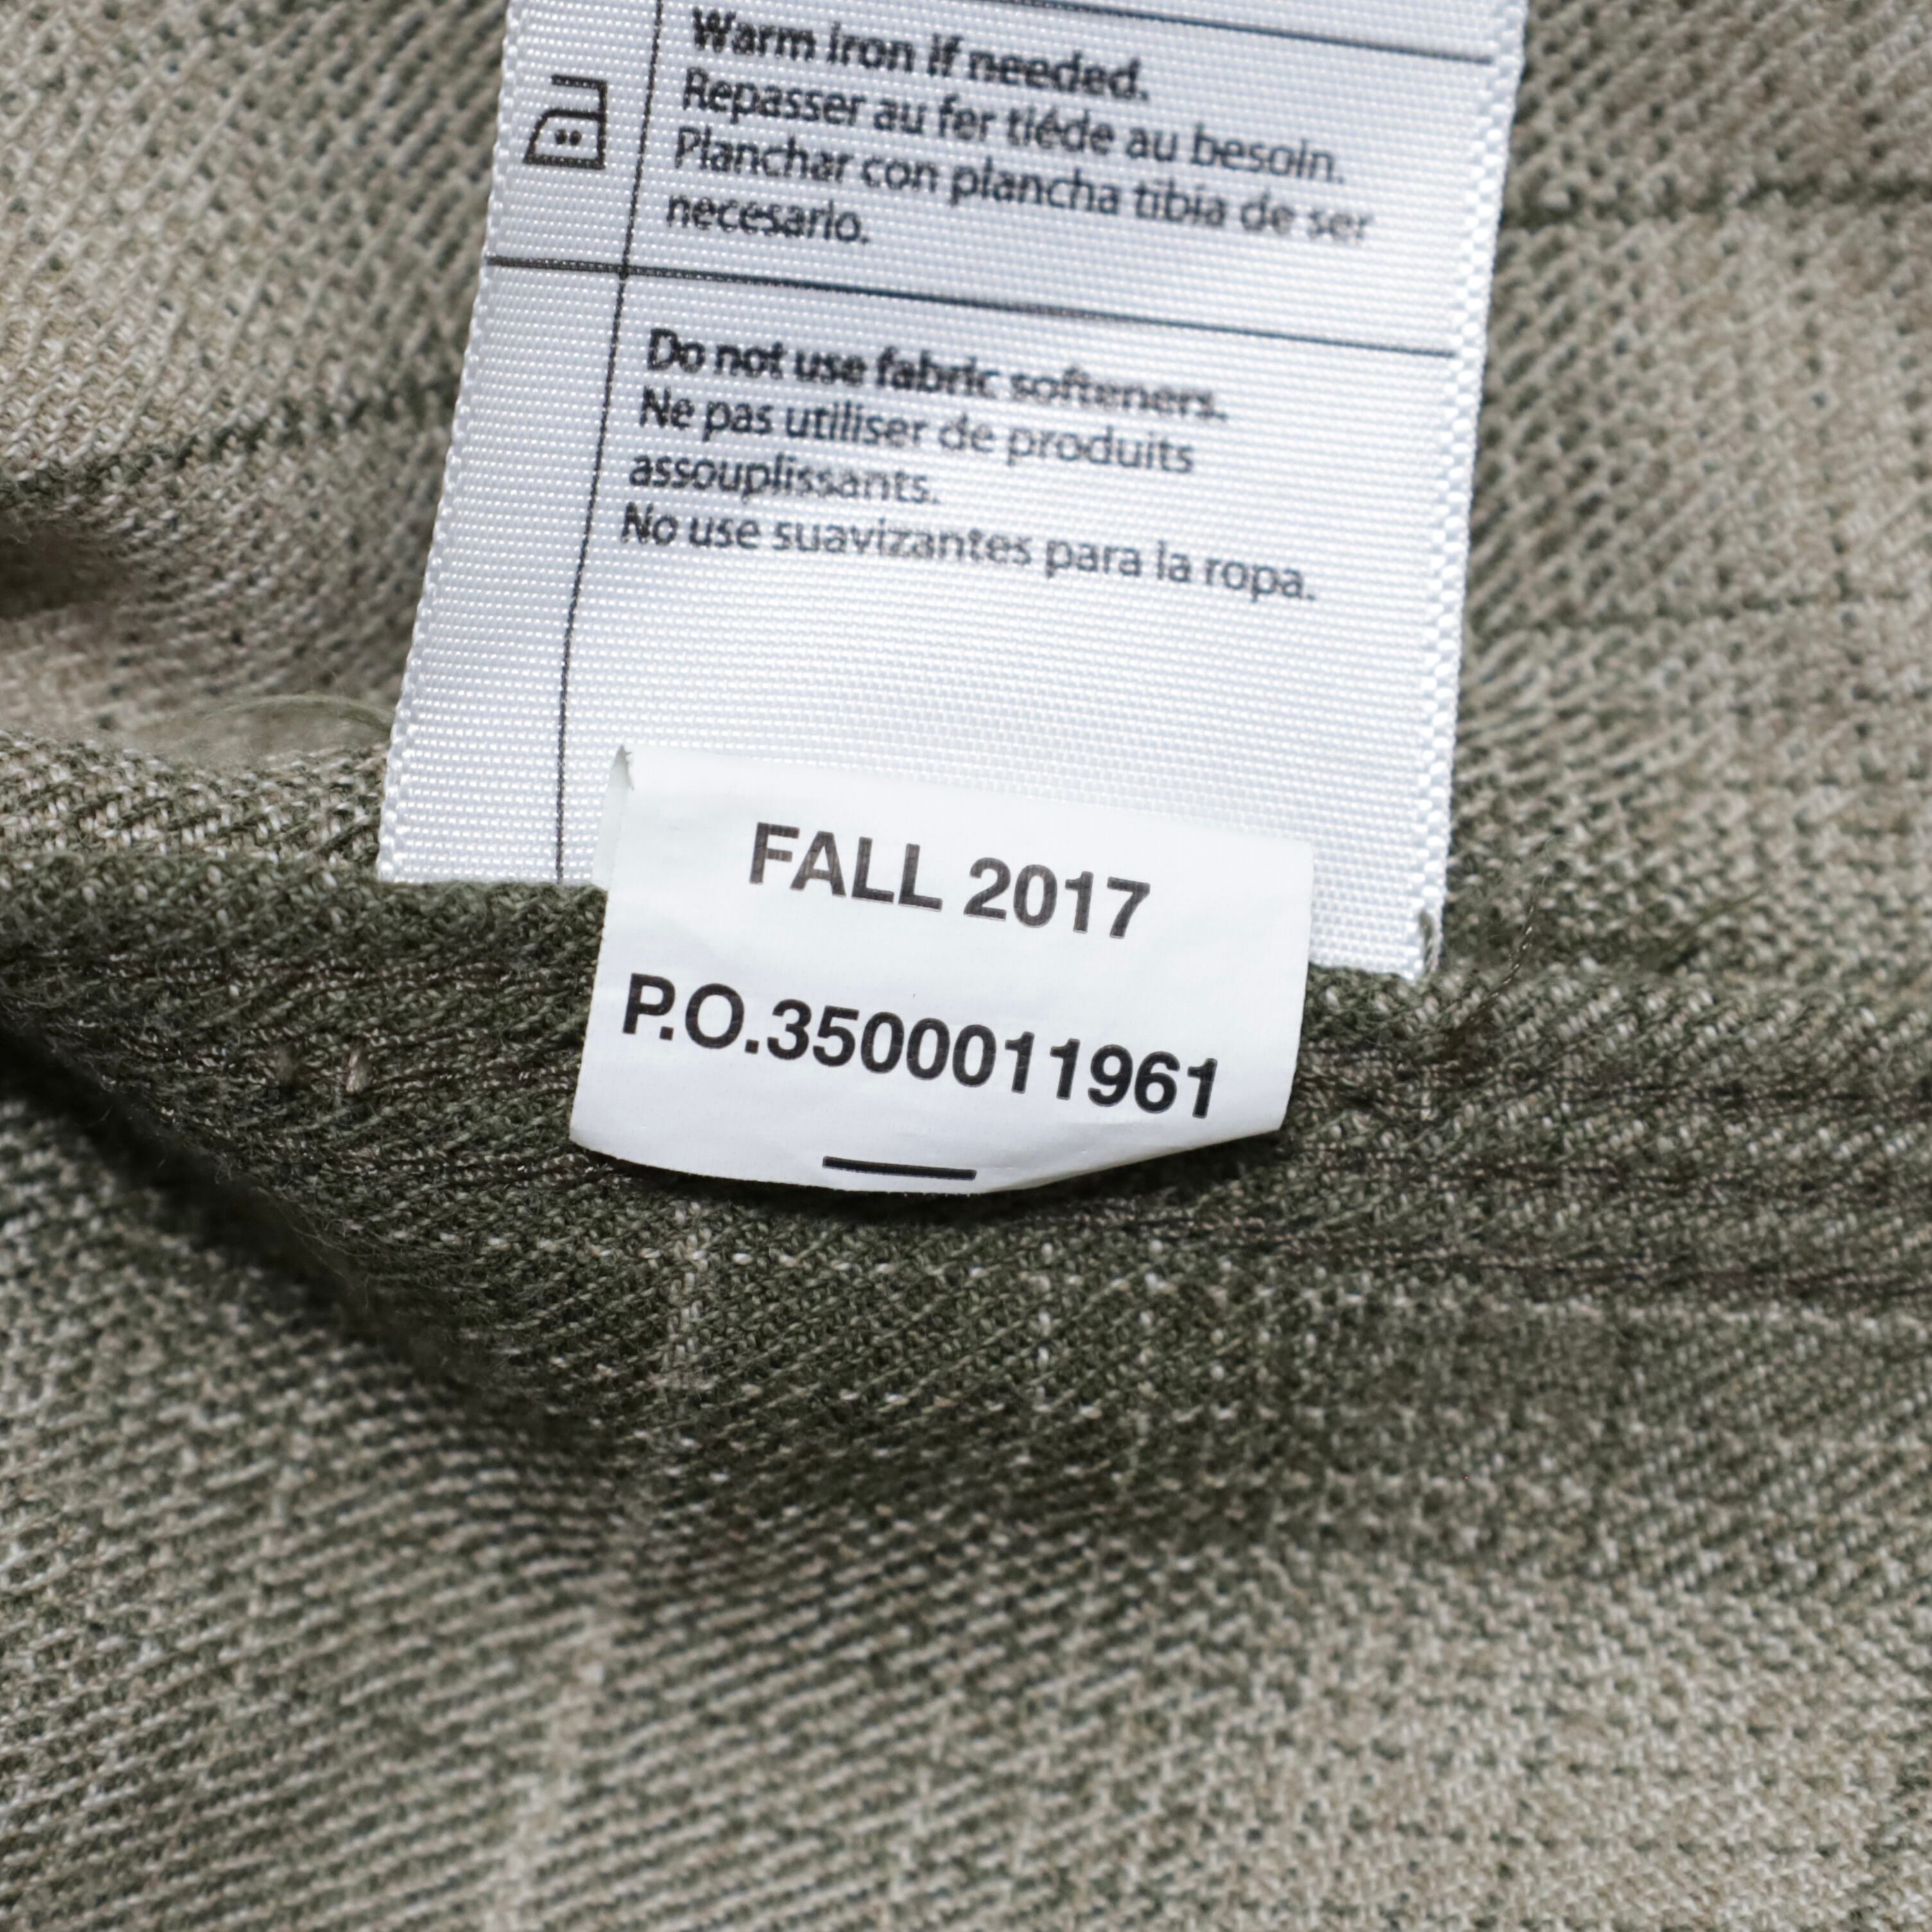 Warm iron if needed.
Repasser au fer tiéde au besoin.
Planchar con plancha tibia de ser
necesario.
Do not use fabric softeners.
Ne pas utiliser de produits
assouplissants.
No use suavizantes para la ropa.
FALL 2017
P.O.3500011961